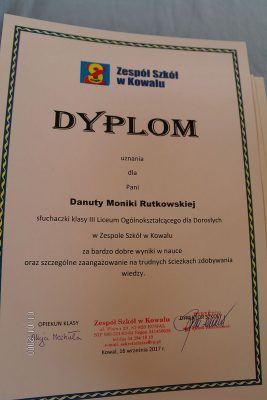 Zespół Szkół
w Kowalu
DYPLOM
uznania
dla
Pani
Danuty Moniki Rutkowskiej
słuchaczki klasy III Liceum Ogólnokształcącego dla Dorosłych
w Zespole Szkół w Kowalu
za bardzo dobre wyniki w nauce
oraz szczególne zaangażowanie na trudnych ścieżkach zdobywania
wiedzy.
OPIEKUN KLASY
Zespół Szkół w Kowalu
Kowal, 16 września 2017 r.